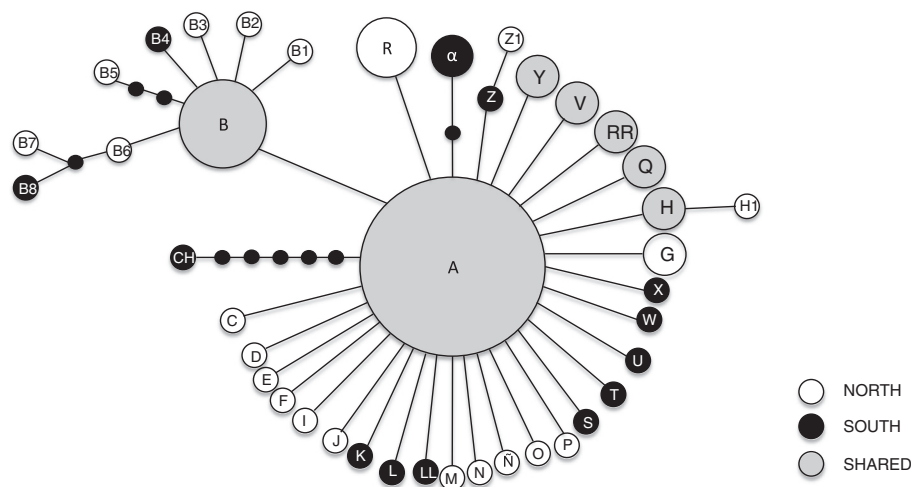 B4
B3
B2
B1
R
α
Z1
B5
Z
Y
V
B
RR
B7
B6
Q
B8
H
H1
CH
A
G
X
C
W
D
U
E
F
T
I
S
J
K
L
LL
M
N
Ñ
O
P
NORTH
SOUTH
SHARED